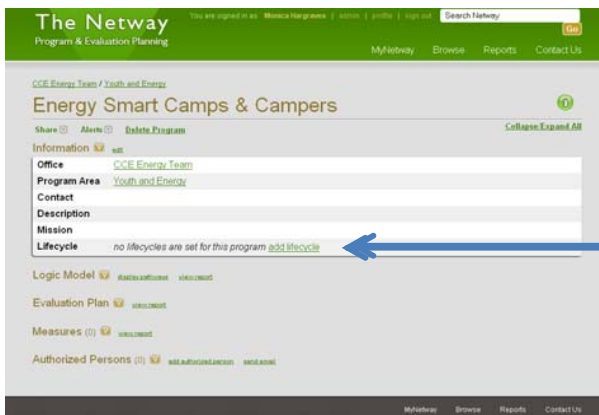 The Netway
Program & Evaluation Planning
You are signed in as Monica Hargraves | admin | profile | sign out
Search Netway
Go
MyNetway Browse Reports Contact Us
CCE Energy Team / Youth and Energy
Energy Smart Camps & Campers
Share Alerts Delete Program
Collapse/Expand All
Information edit
Office CCE Energy Team
Program Area Youth and Energy
Contact
Description
Mission
Lifecycle no lifecycles are set for this program add lifecycle
Logic Model display pathways view report
Evaluation Plan view report
Measures (0) view report
Authorized Persons (0) add authorized person send email
MyNetway Browse Reports Contact Us